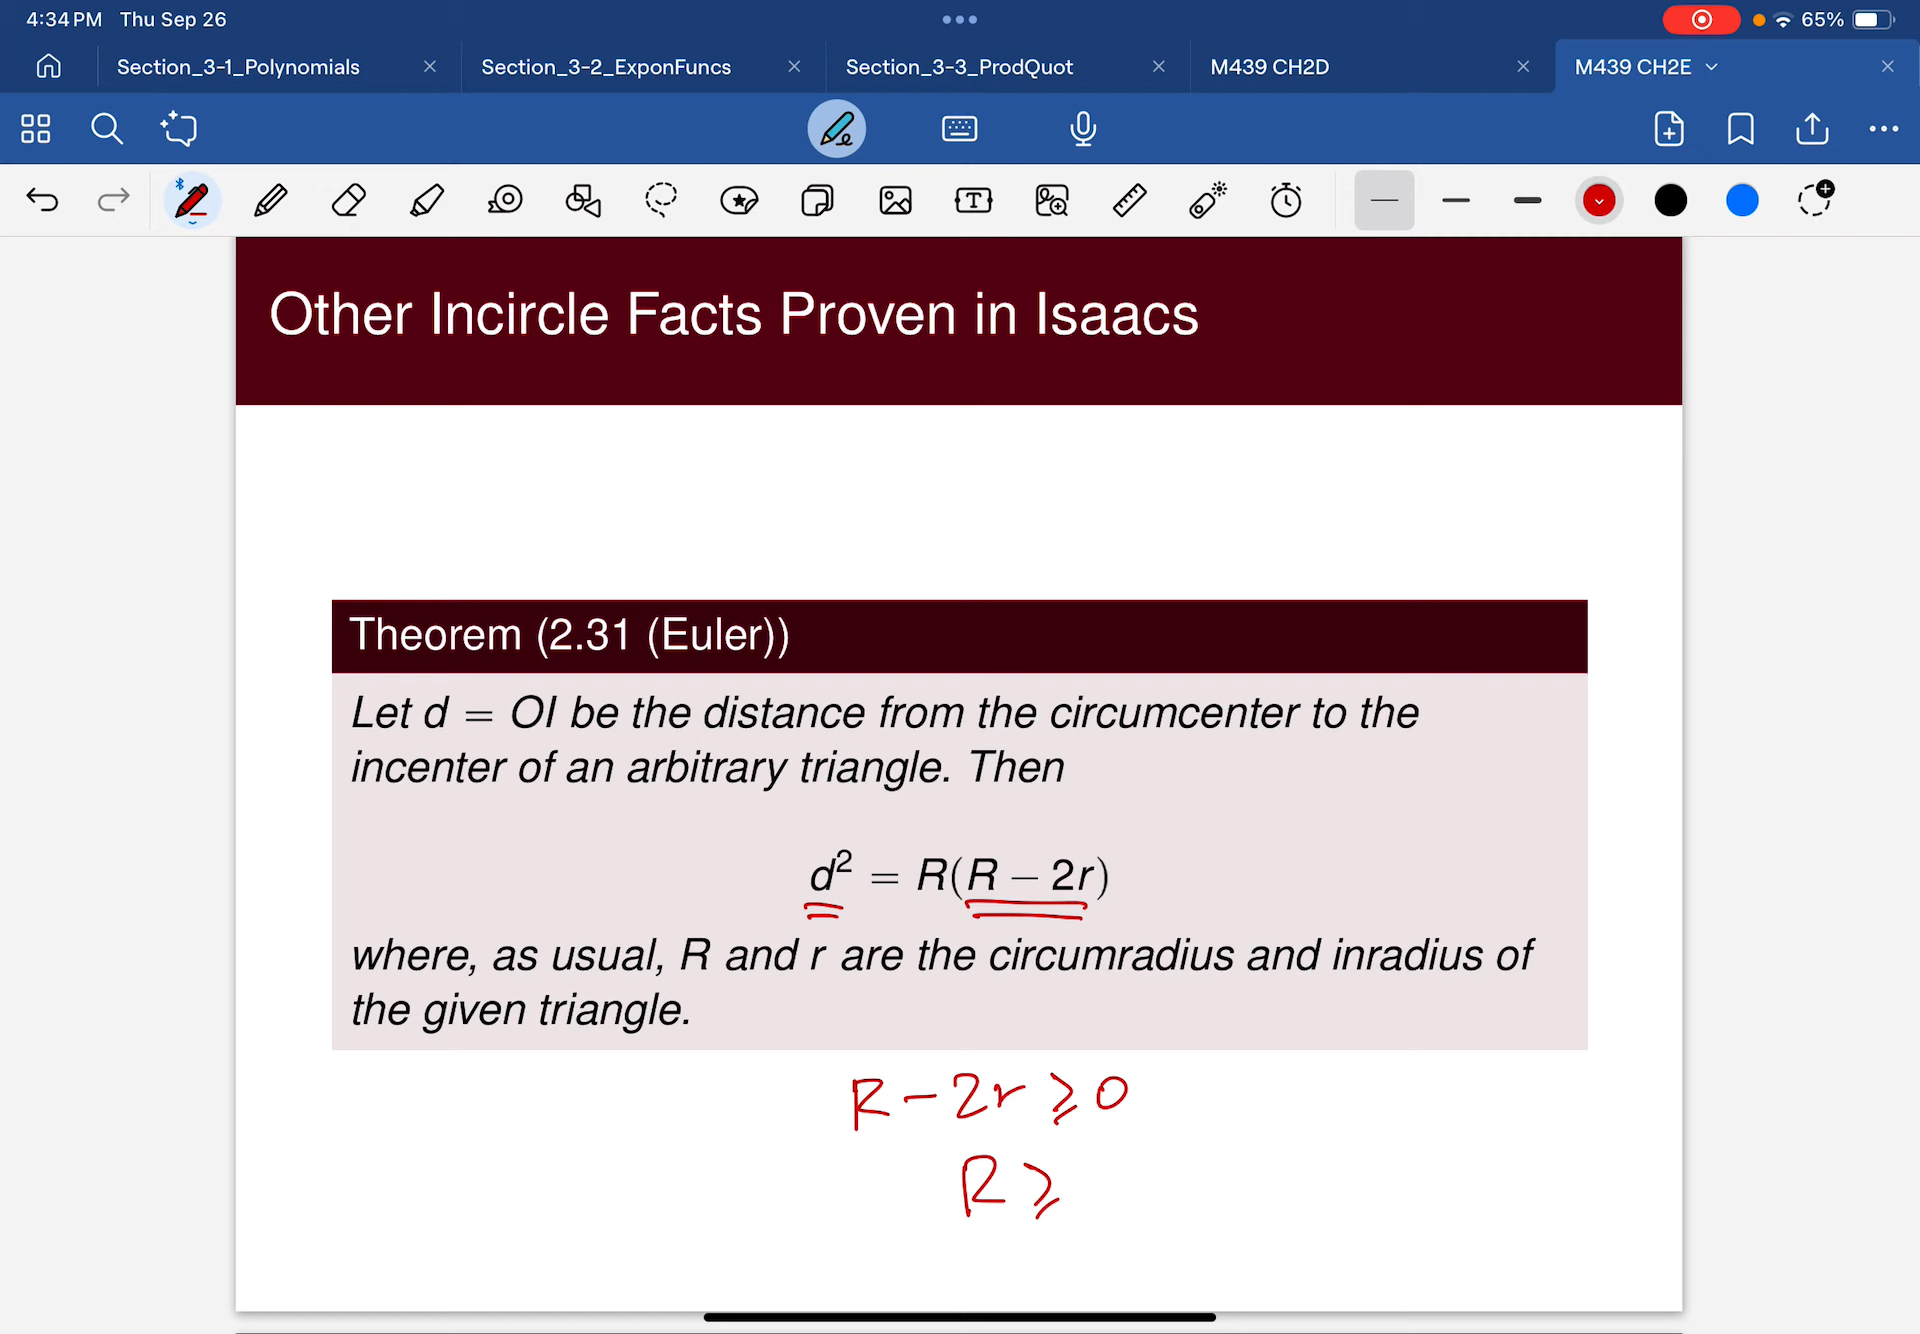 4:34 PM Thu Sep 26
65%
Section_3-1_Polynomials
Section_3-2_ExponFuncs
Section_3-3_ProdQuot
M439 CH2D
M439 CH2E
Other Incircle Facts Proven in Isaacs
Theorem (2.31 (Euler))
Let d = OI be the distance from the circumcenter to the
incenter of an arbitrary triangle. Then
d² = R(R − 2r)
where, as usual, R and r are the circumradius and inradius of
the given triangle.
R − 2r ⩾ 0
R ⩾